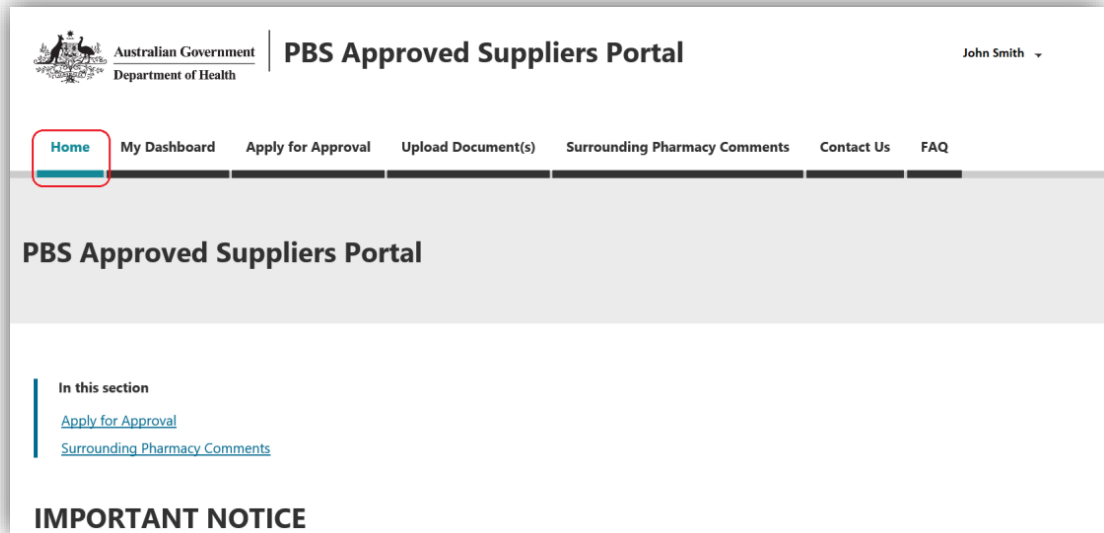 Australian Government
Department of Health
PBS Approved Suppliers Portal
John Smith
Home My Dashboard Apply for Approval Upload Document(s) Surrounding Pharmacy Comments Contact Us FAQ
PBS Approved Suppliers Portal
In this section
Apply for Approval
Surrounding Pharmacy Comments
IMPORTANT NOTICE